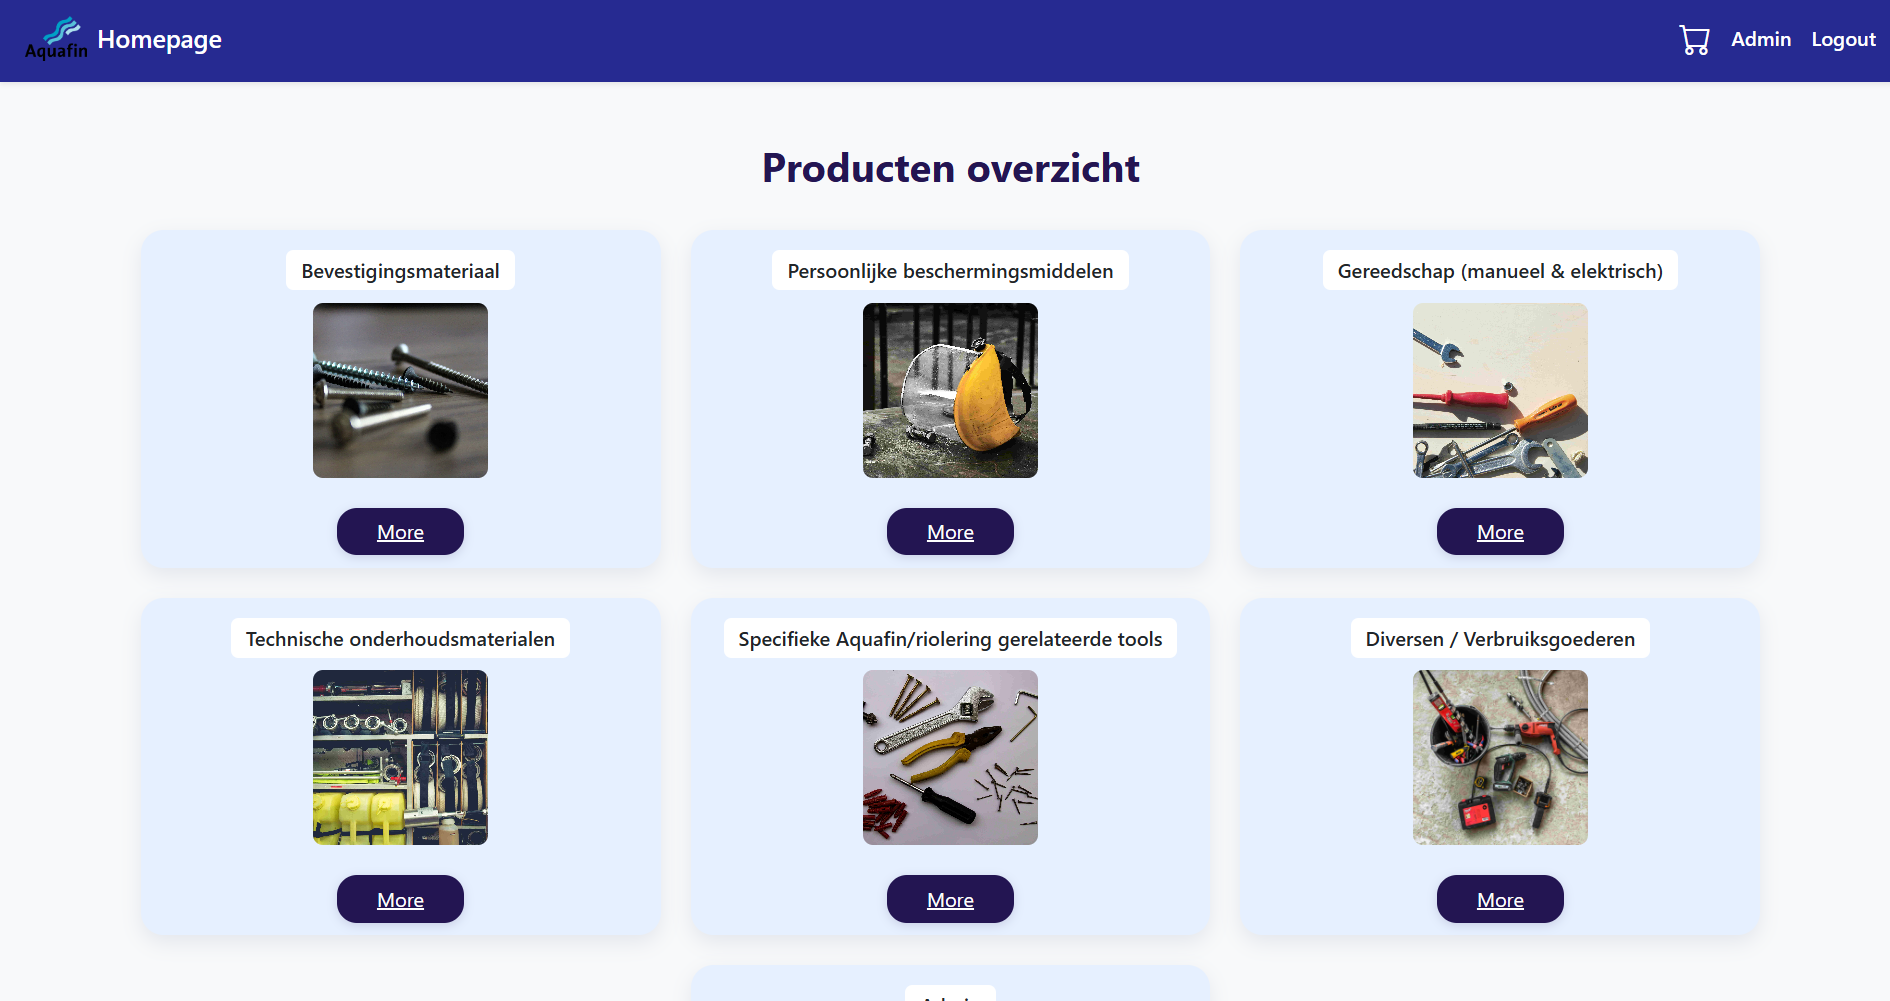 Aquafin
Homepage
Admin
Logout
Producten overzicht
Bevestigingsmateriaal
Persoonlijke beschermingsmiddelen
Gereedschap (manueel & elektrisch)
More
More
More
Technische onderhoudsmaterialen
Specifieke Aquafin/riolering gerelateerde tools
Diversen / Verbruiksgoederen
More
More
More